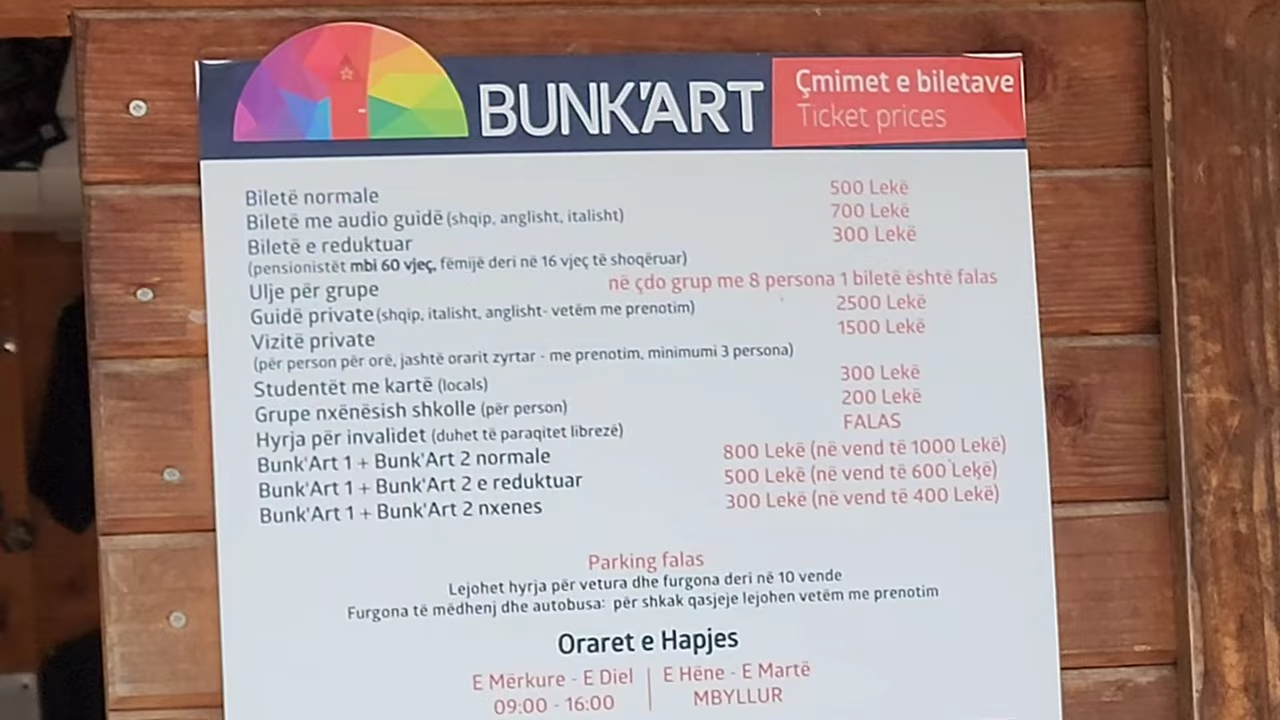 BUNK'ART
Çmimet e biletave
Ticket prices
Biletë normale 500 Lekë
Biletë me audio guidë (shqip, anglisht, italisht) 700 Lekë
Biletë e reduktuar 300 Lekë
(pensionistët mbi 60 vjeç, fëmijë deri në 16 vjeç të shoqëruar)
Ulje për grupe në çdo grup me 8 persona 1 biletë është falas
Guidë private (shqip, italisht, anglisht- vetëm me prenotim) 2500 Lekë
Vizitë private 1500 Lekë
(për person për orë, jashtë orarit zyrtar - me prenotim, minimumi 3 persona)
Studentët me kartë (locals) 300 Lekë
Grupe nxënësish shkolle (për person) 200 Lekë
Hyrja për invalidet (duhet të paraqitet librezë) FALAS
Bunk'Art 1 + Bunk'Art 2 normale 800 Lekë (në vend të 1000 Lekë)
Bunk'Art 1 + Bunk'Art 2 e reduktuar 500 Lekë (në vend të 600 Lekë)
Bunk'Art 1 + Bunk'Art 2 nxenes 300 Lekë (në vend të 400 Lekë)
Parking falas
Lejohet hyrja për vetura dhe furgona deri në 10 vende
Furgona të mëdhenj dhe autobusa: për shkak qasjeje lejohen vetëm me prenotim
Oraret e Hapjes
E Mërkure - E Diel E Hëne - E Martë
09:00 - 16:00 MBYLLUR